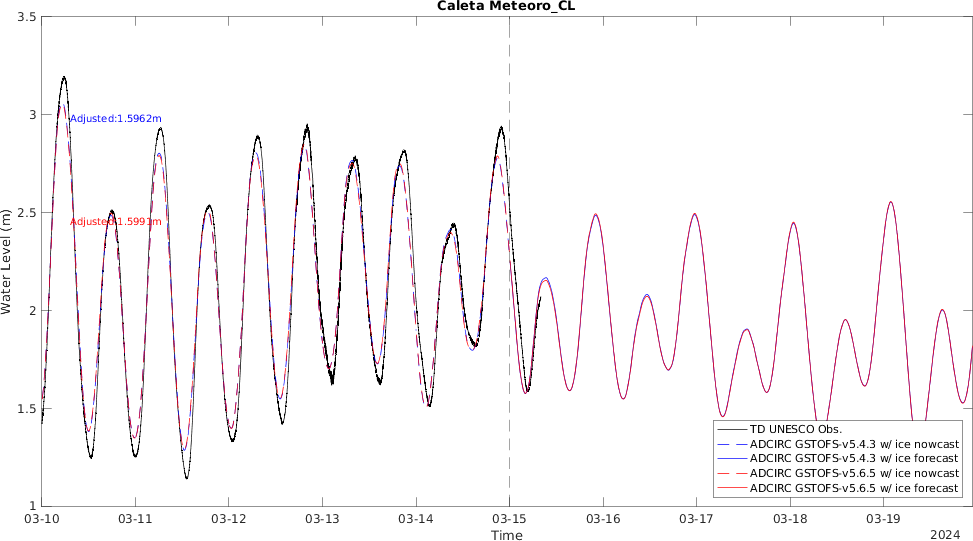 Caleta Meteoro_CL
3.5
3
2.5
2
1.5
1
Water Level (m)
Adjusted:1.5962m
Adjusted:1.5991m
TD UNESCO Obs.
ADCIRC GSTOFS-v5.4.3 w/ ice nowcast
ADCIRC GSTOFS-v5.4.3 w/ ice forecast
ADCIRC GSTOFS-v5.6.5 w/ ice nowcast
ADCIRC GSTOFS-v5.6.5 w/ ice forecast
03-10 03-11 03-12 03-13 03-14 03-15 03-16 03-17 03-18 03-19
Time
2024